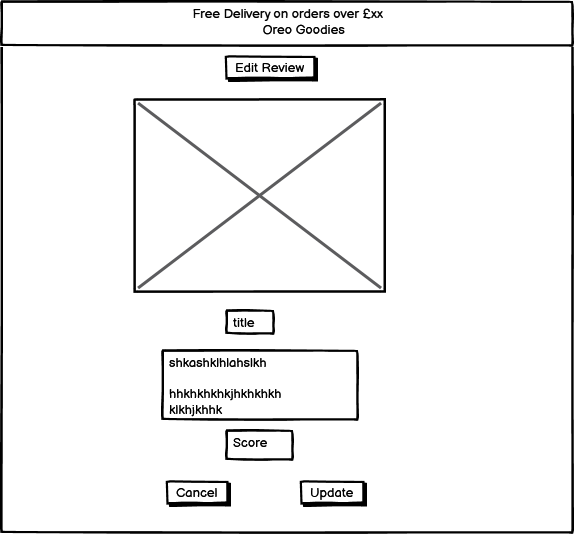 Free Delivery on orders over £xx
Oreo Goodies
Edit Review
title
shkashklhlahslkh
hhkhkhkhkjhkhkhkh
klkhjkhhk
Score
Cancel
Update